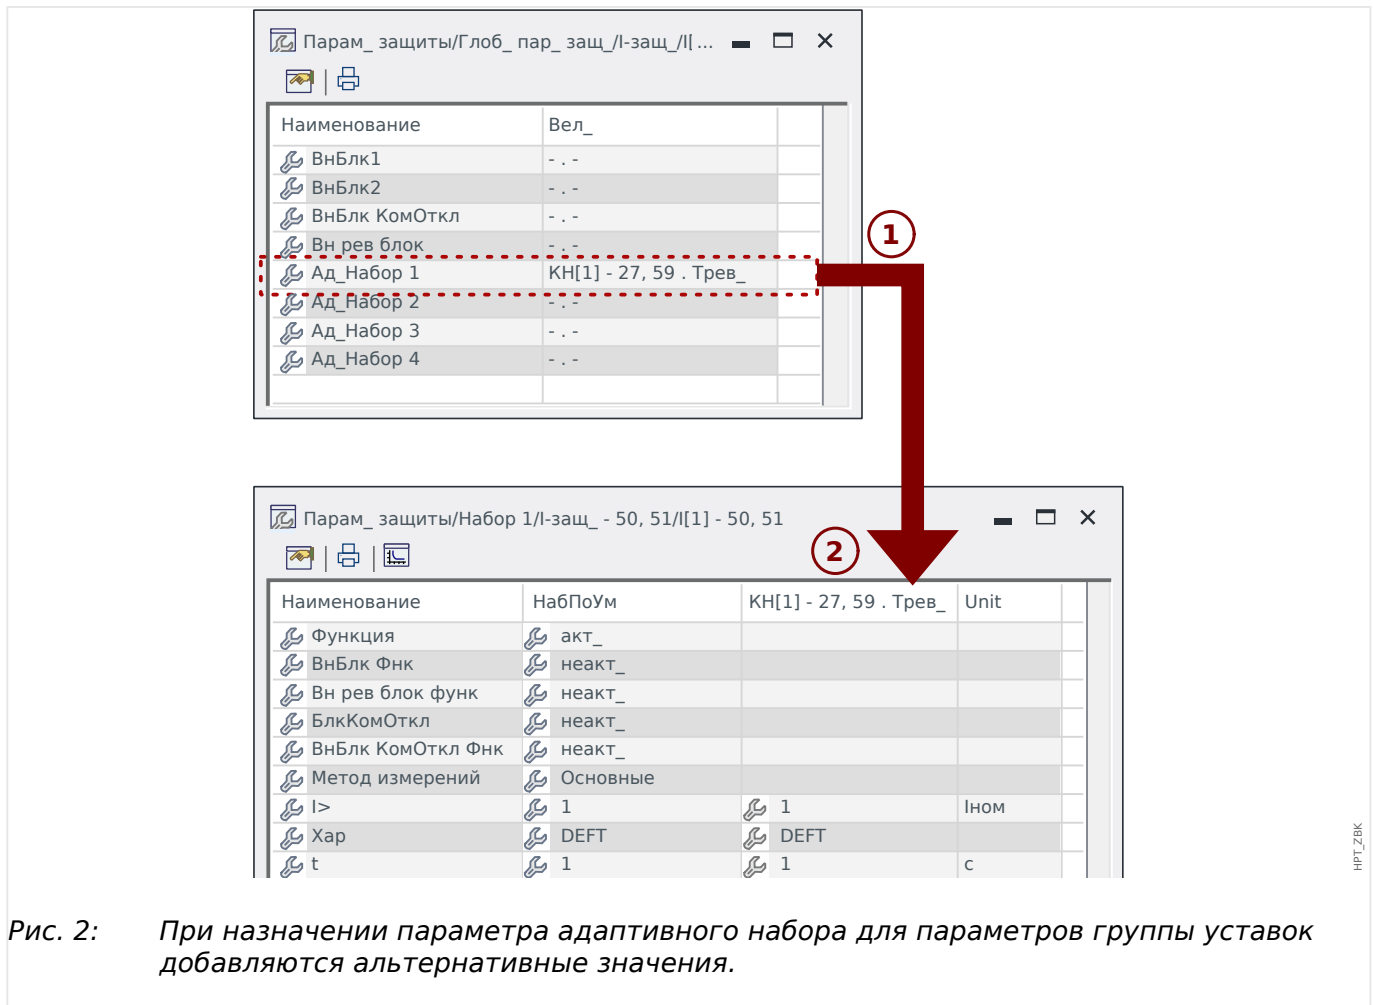 Парам_ защиты/Глоб_ пар_ защ_/I-защ_/I[...
Наименование Вел_
ВнБлк1 - . -
ВнБлк2 - . -
ВнБлк КомОткл - . -
Вн рев блок - . -
Ад_Набор 1 КН[1] - 27, 59 . Трев_
Ад_Набор 2 - . -
Ад_Набор 3 - . -
Ад_Набор 4 - . -
1
Парам_ защиты/Набор 1/I-защ_ - 50, 51/I[1] - 50, 51
2
Наименование НабПоУм КН[1] - 27, 59 . Трев_ Unit
Функция акт_
ВнБлк Фнк неакт_
Вн рев блок функ неакт_
БлкКомОткл неакт_
ВнБлк КомОткл Фнк неакт_
Метод измерений Основные
I> 1 1 Iном
Хар DEFT DEFT
t 1 1 с
HPT_ZBK
Рис. 2: При назначении параметра адаптивного набора для параметров группы уставок
добавляются альтернативные значения.